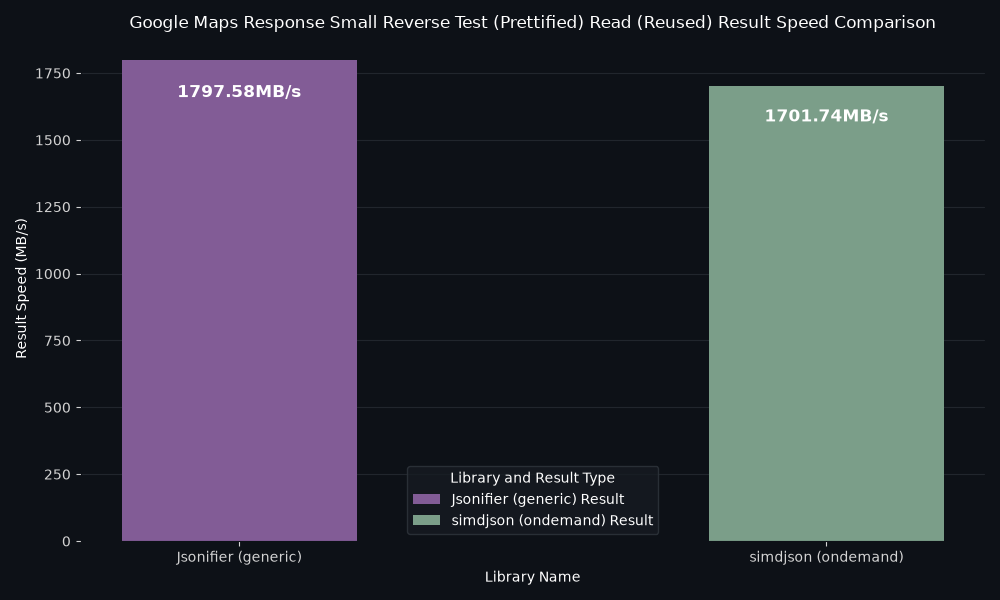 Google Maps Response Small Reverse Test (Prettified) Read (Reused) Result Speed Comparison
Result Speed (MB/s)
1750
1500
1250
1000
750
500
250
0
1797.58MB/s
1701.74MB/s
Library and Result Type
Jsonifier (generic) Result
simdjson (ondemand) Result
Jsonifier (generic)
simdjson (ondemand)
Library Name